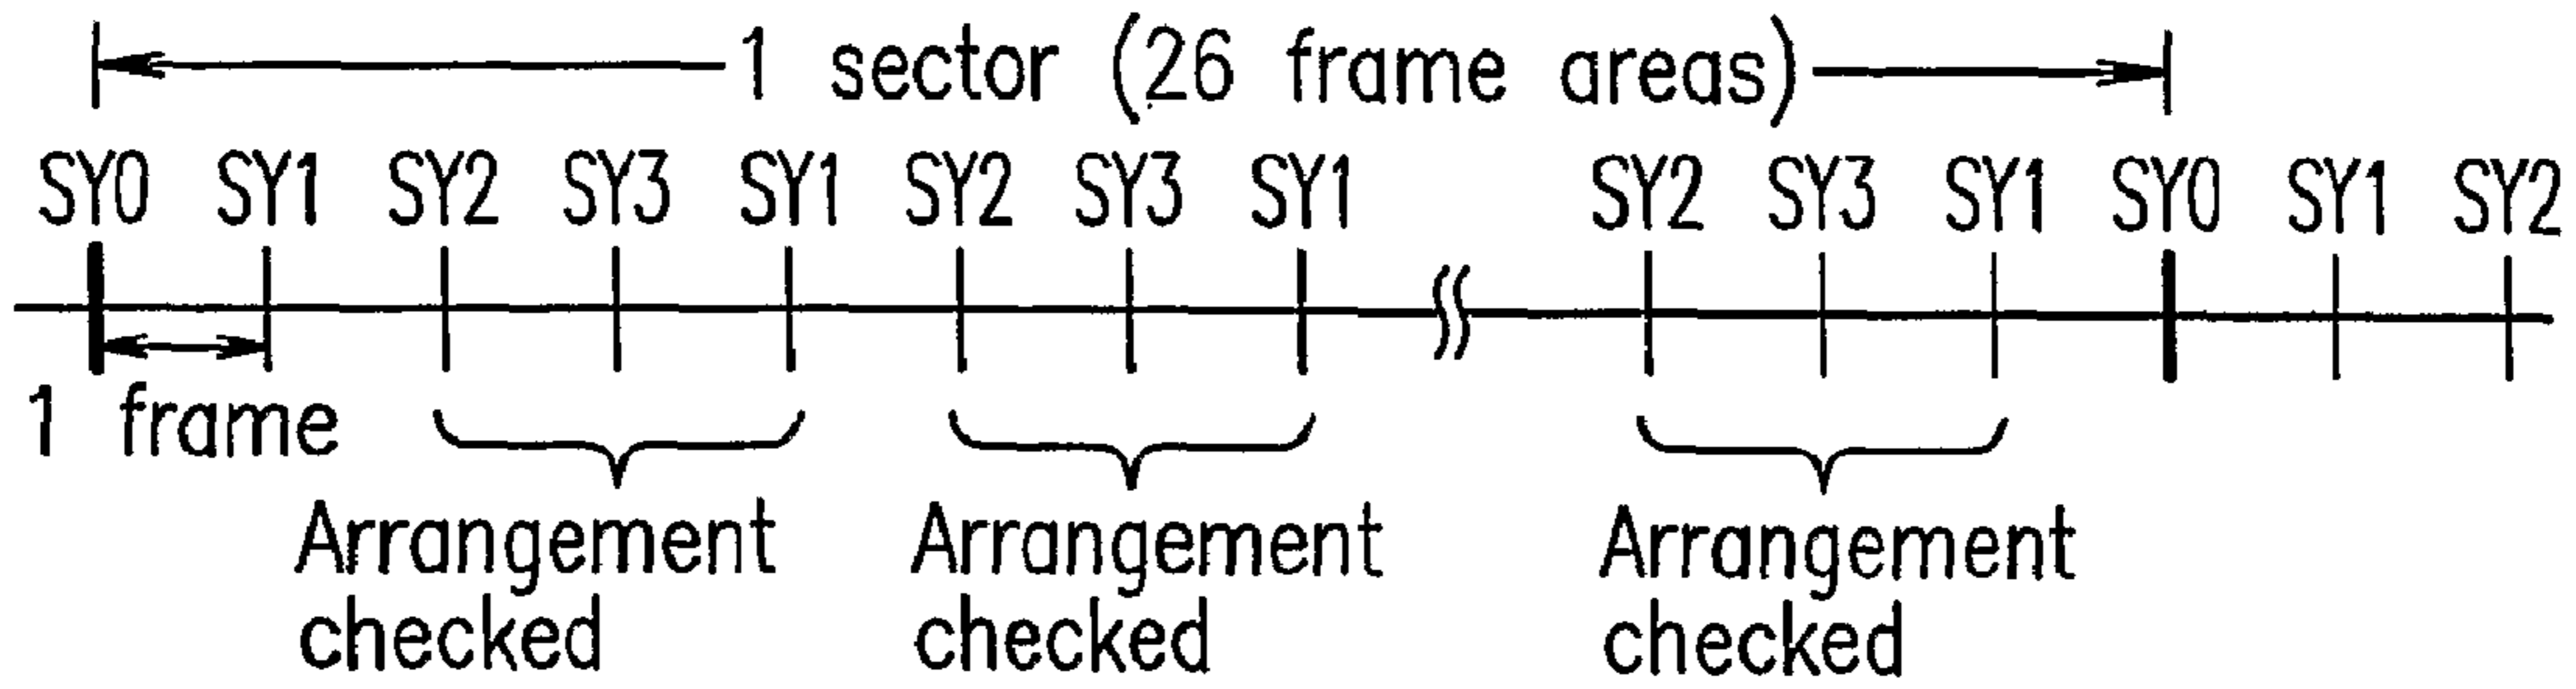 1 sector (26 frame areas)
SY0 SY1 SY2 SY3 SY1 SY2 SY3 SY1 SY2 SY3 SY1 SY0 SY1 SY2
1 frame
Arrangement
checked
Arrangement
checked
Arrangement
checked